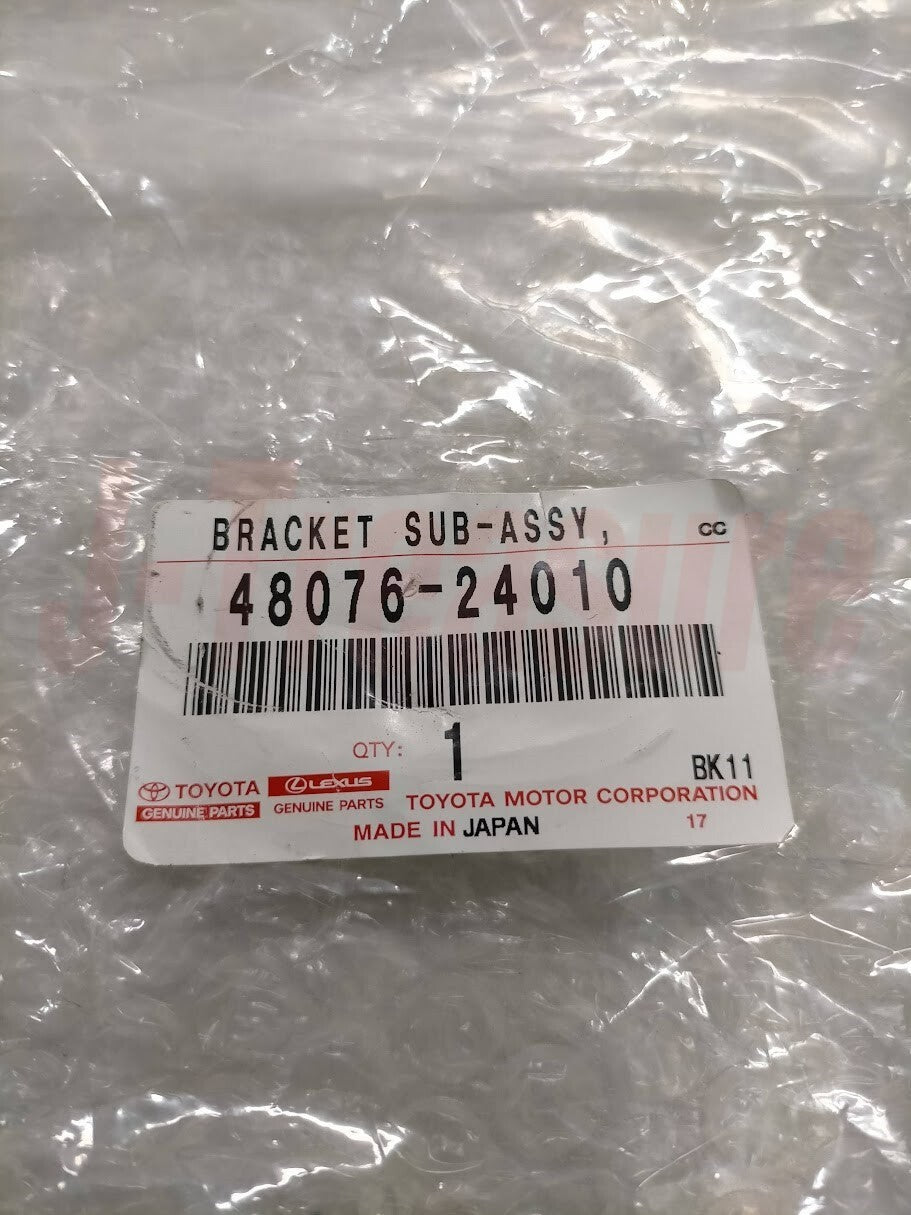 BRACKET SUB-ASSY, CC
48076-24010
QTY: 1
BK11
TOYOTA
GENUINE PARTS
LEXUS
GENUINE PARTS
TOYOTA MOTOR CORPORATION
MADE IN JAPAN
17